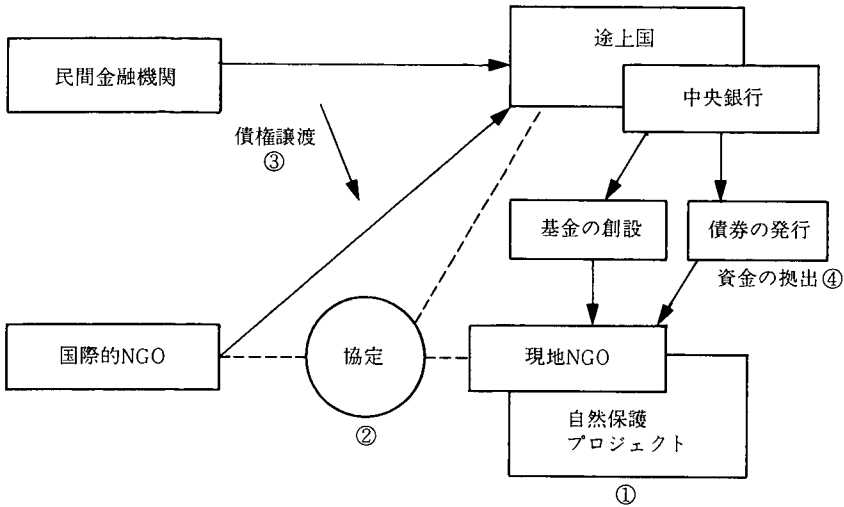 途上国
民間金融機関
中央銀行
債権譲渡
③
基金の創設
債券の発行
資金の拠出④
国際的NGO
協定
現地NGO
②
自然保護
プロジェクト
①